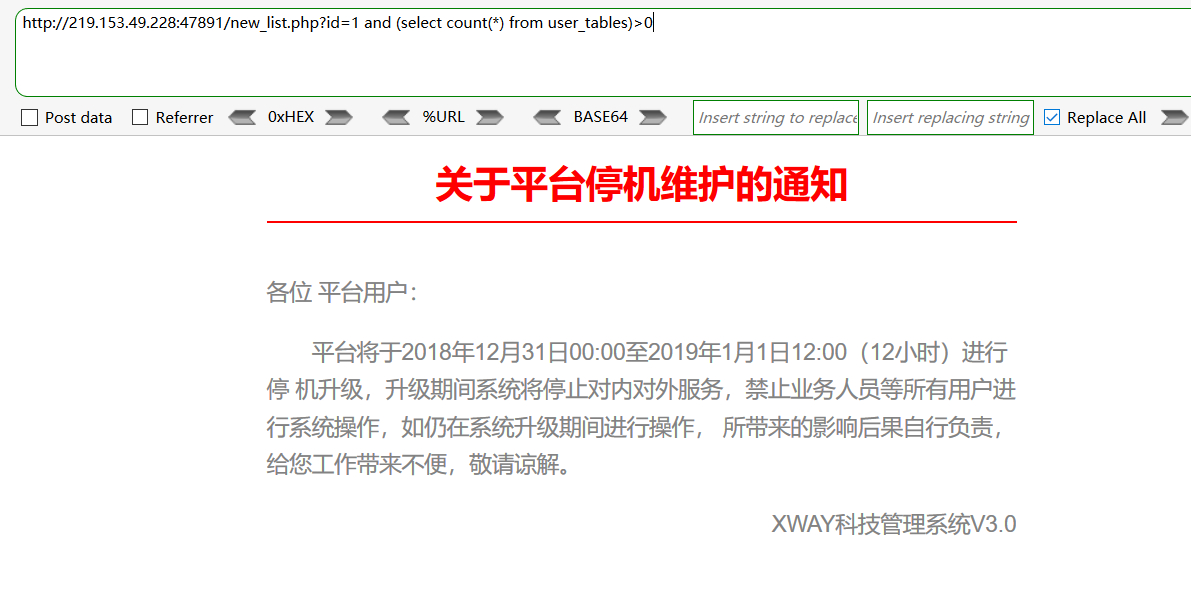 http://219.153.49.228:47891/new_list.php?id=1 and (select count(*) from user_tables)>0
Post data Referrer 0xHEX %URL BASE64 Insert string to replace Insert replacing string Replace All
关于平台停机维护的通知
各位 平台用户：
平台将于2018年12月31日00:00至2019年1月1日12:00（12小时）进行
停 机升级，升级期间系统将停止对内对外服务，禁止业务人员等所有用户进
行系统操作，如仍在系统升级期间进行操作， 所带来的影响后果自行负责，
给您工作带来不便，敬请谅解。
XWAY科技管理系统V3.0